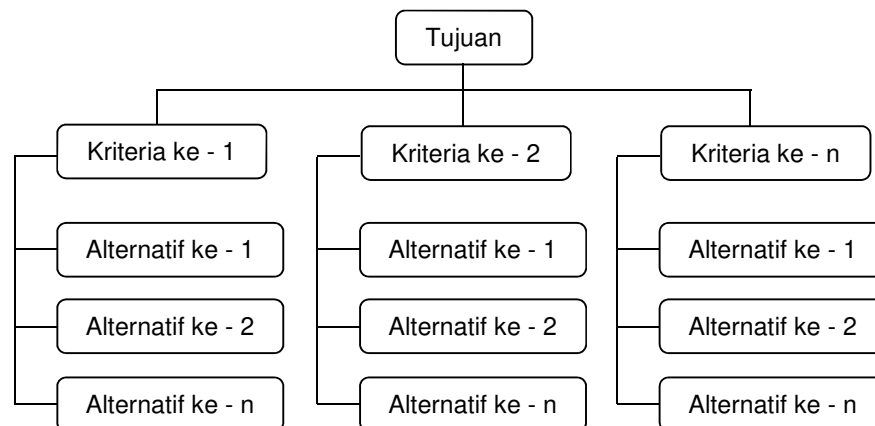 Tujuan
Kriteria ke - 1
Kriteria ke - 2
Kriteria ke - n
Alternatif ke - 1
Alternatif ke - 1
Alternatif ke - 1
Alternatif ke - 2
Alternatif ke - 2
Alternatif ke - 2
Alternatif ke - n
Alternatif ke - n
Alternatif ke - n